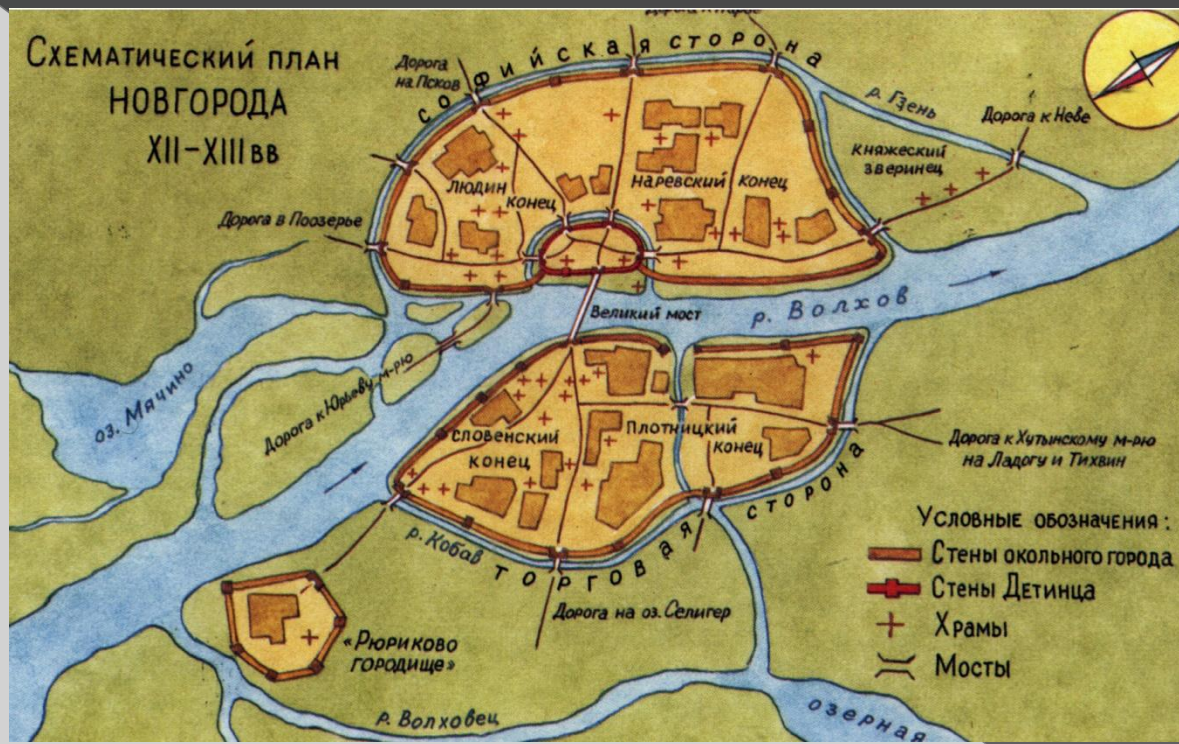 Схематический план
Новгорода
XII–XIII вв
Софийская сторона
Дорога
на Псков
р. Гзень
Дорога к Неве
Княжеский
зверинец
Людин
конец
Наревский конец
Дорога в Поозерье
Великий мост
р. Волхов
оз. Мячино
Дорога к Юрьеву м-рю
Словенский
конец
Плотницкий
конец
Дорога к Хутынскому м-рю
на Ладогу и Тихвин
р. Кобав
Торговая сторона
Дорога на оз. Селигер
«Рюриково
городище»
р. Волховец
озерная
Условные обозначения:
Стены окольного города
Стены Детинца
Храмы
Мосты